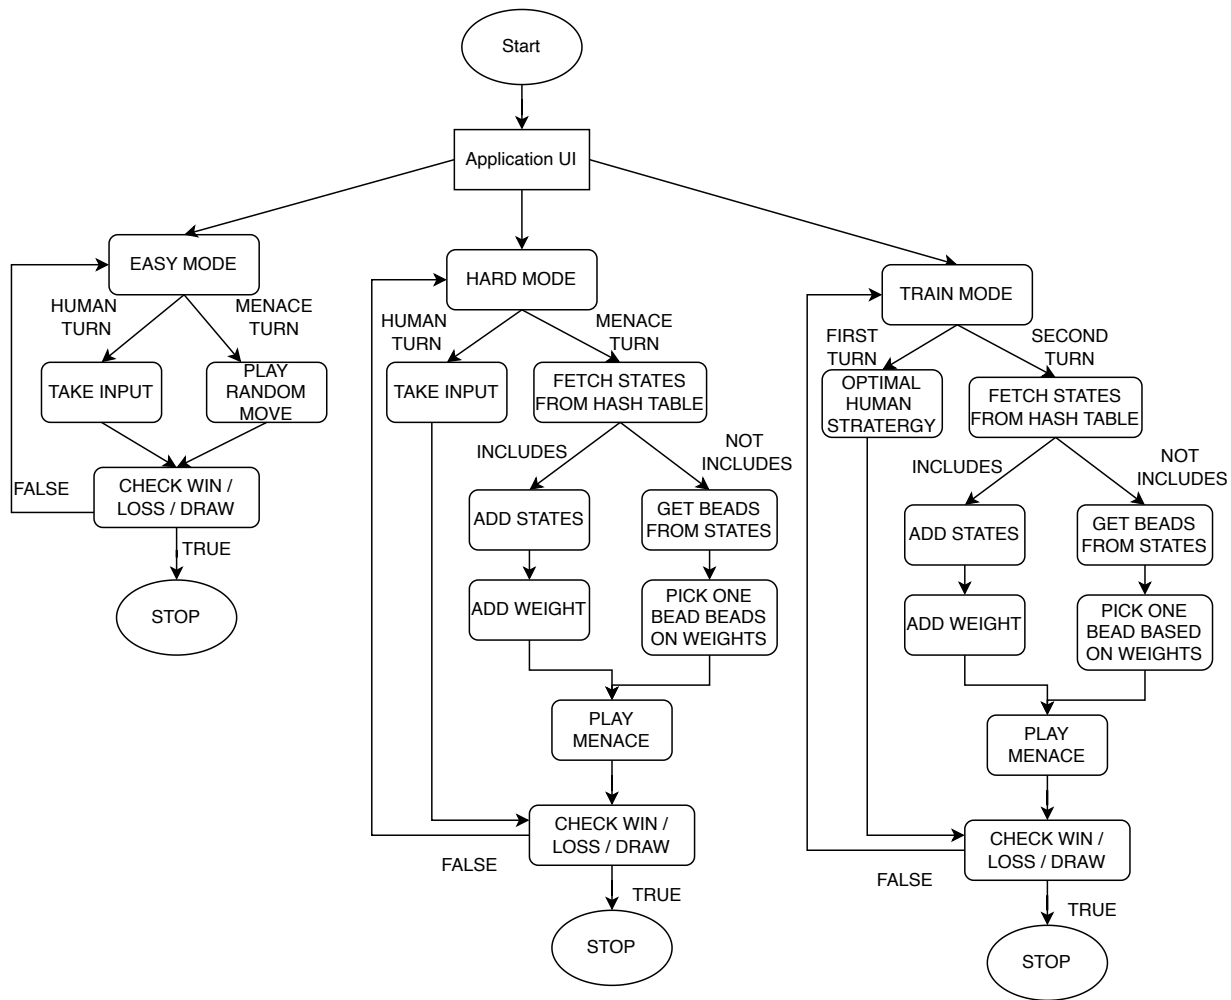 Start
Application UI
EASY MODE
HUMAN
TURN
MENACE
TURN
TAKE INPUT
PLAY
RANDOM
MOVE
FALSE
CHECK WIN /
LOSS / DRAW
TRUE
STOP
HARD MODE
HUMAN
TURN
MENACE
TURN
TAKE INPUT
FETCH STATES
FROM HASH TABLE
INCLUDES
NOT
INCLUDES
ADD STATES
GET BEADS
FROM STATES
ADD WEIGHT
PICK ONE
BEAD BEADS
ON WEIGHTS
PLAY
MENACE
CHECK WIN /
LOSS / DRAW
FALSE
TRUE
STOP
TRAIN MODE
FIRST
TURN
SECOND
TURN
OPTIMAL
HUMAN
STRATERGY
FETCH STATES
FROM HASH TABLE
INCLUDES
NOT
INCLUDES
ADD STATES
GET BEADS
FROM STATES
ADD WEIGHT
PICK ONE
BEAD BASED
ON WEIGHTS
PLAY
MENACE
CHECK WIN /
LOSS / DRAW
FALSE
TRUE
STOP